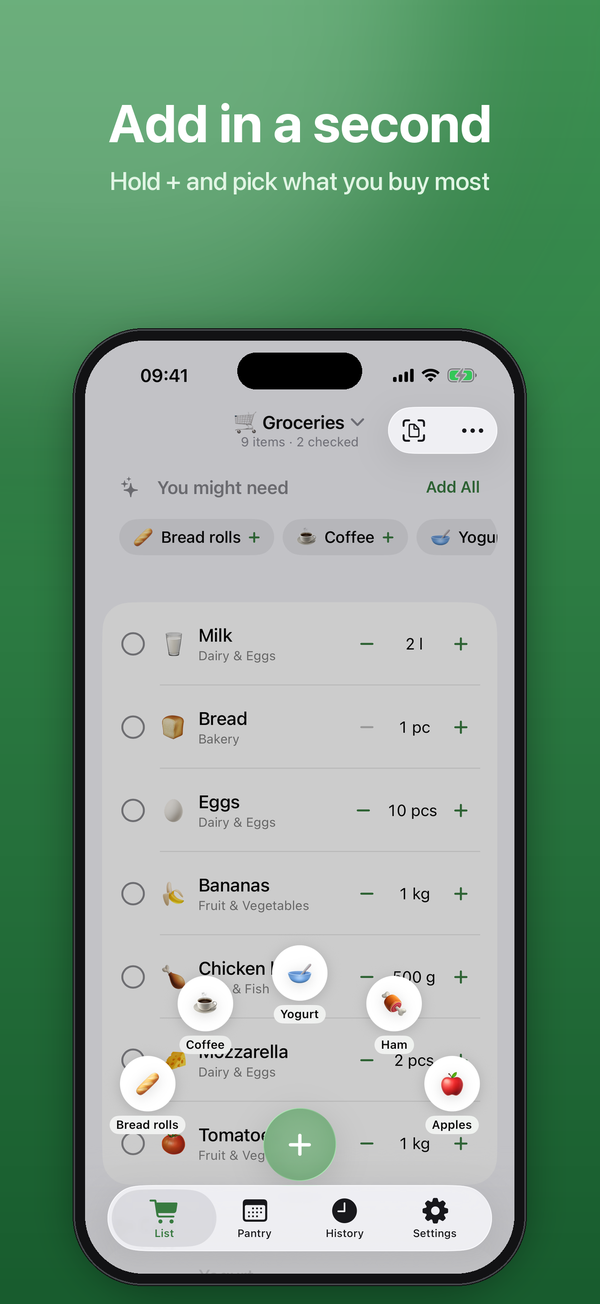 Add in a second
Hold + and pick what you buy most
09:41
Groceries
9 items · 2 checked
You might need
Add All
Bread rolls +
Coffee +
Milk
Dairy & Eggs
− 2 l +
Bread
Bakery
− 1 pc +
Eggs
Dairy & Eggs
− 10 pcs +
Bananas
Fruit & Vegetables
− 1 kg +
Chicken
& Fish
− 500 g +
Yogurt
Coffee
Ham
Mozzarella
Dairy & Eggs
− 2 pcs +
Bread rolls
Apples
Fruit &
− 1 kg +
+
List
Pantry
History
Settings